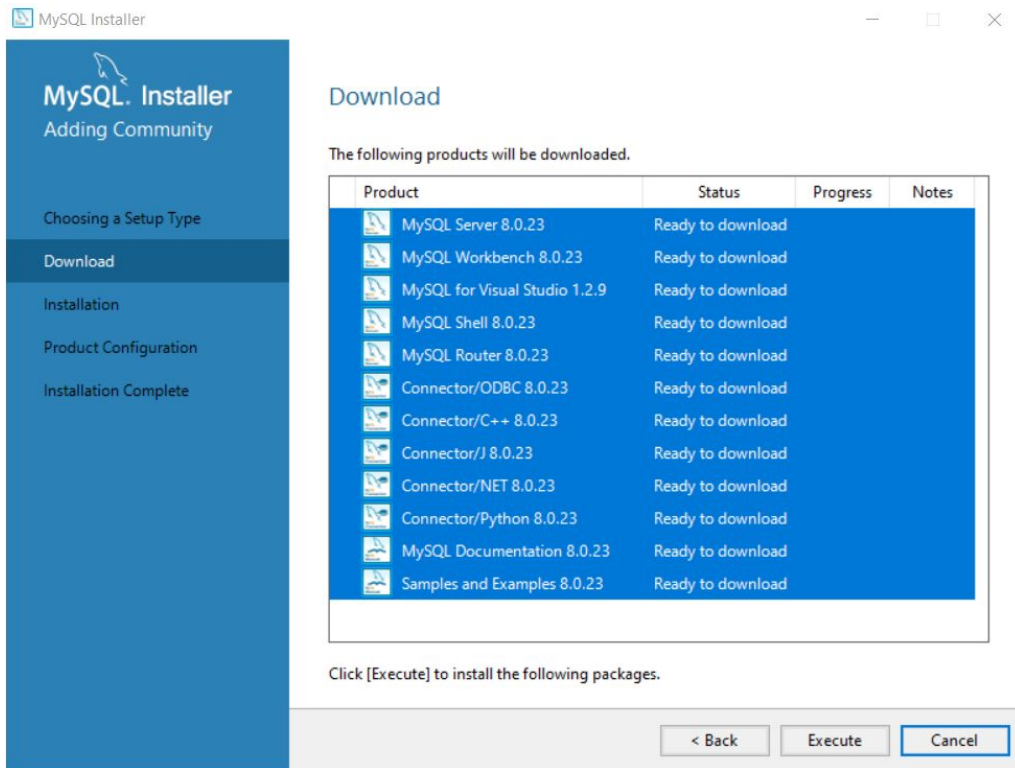 MySQL Installer
MySQL. Installer
Adding Community
Choosing a Setup Type
Download
Installation
Product Configuration
Installation Complete
Download
The following products will be downloaded.
Product Status Progress Notes
MySQL Server 8.0.23 Ready to download
MySQL Workbench 8.0.23 Ready to download
MySQL for Visual Studio 1.2.9 Ready to download
MySQL Shell 8.0.23 Ready to download
MySQL Router 8.0.23 Ready to download
Connector/ODBC 8.0.23 Ready to download
Connector/C++ 8.0.23 Ready to download
Connector/J 8.0.23 Ready to download
Connector/NET 8.0.23 Ready to download
Connector/Python 8.0.23 Ready to download
MySQL Documentation 8.0.23 Ready to download
Samples and Examples 8.0.23 Ready to download
Click [Execute] to install the following packages.
< Back Execute Cancel